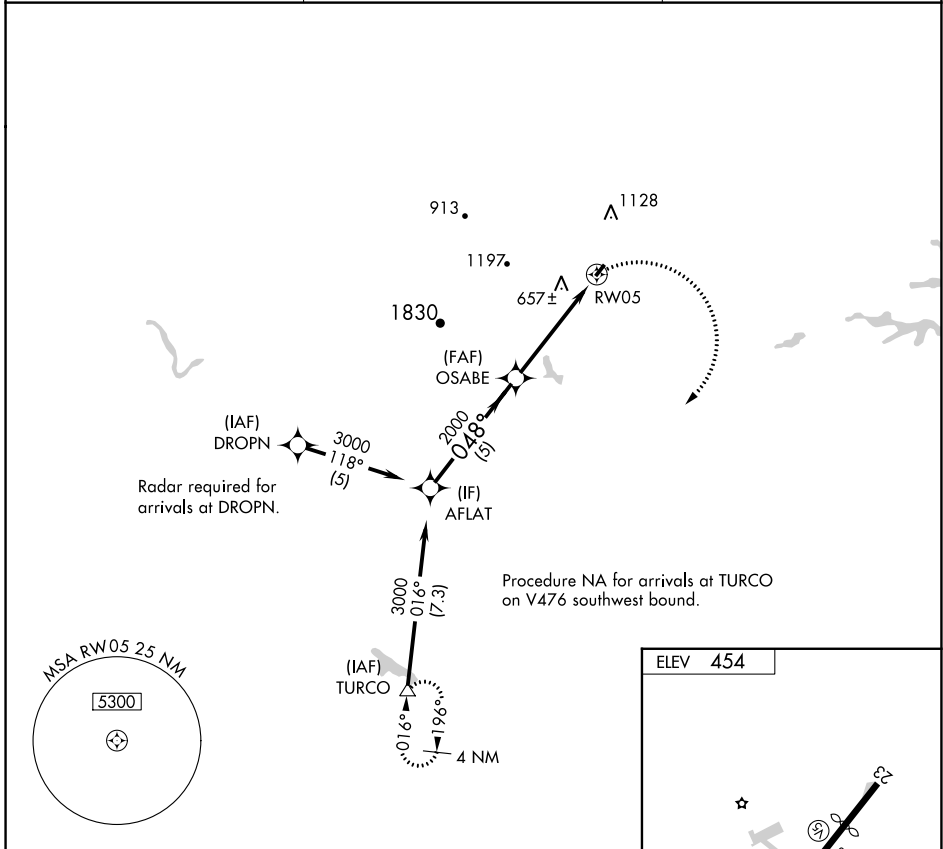 913
1128
1197
657±
RW05
1830
(FAF)
OSABE
(IAF)
DROPN
3000
118°
(5)
2000
048°
(5)
Radar required for
arrivals at DROPN.
(IF)
AFLAT
3000
016°
(7.3)
Procedure NA for arrivals at TURCO
on V476 southwest bound.
MSA RW05 25 NM
5300
(IAF)
TURCO
016°
196°
4 NM
ELEV 454
23